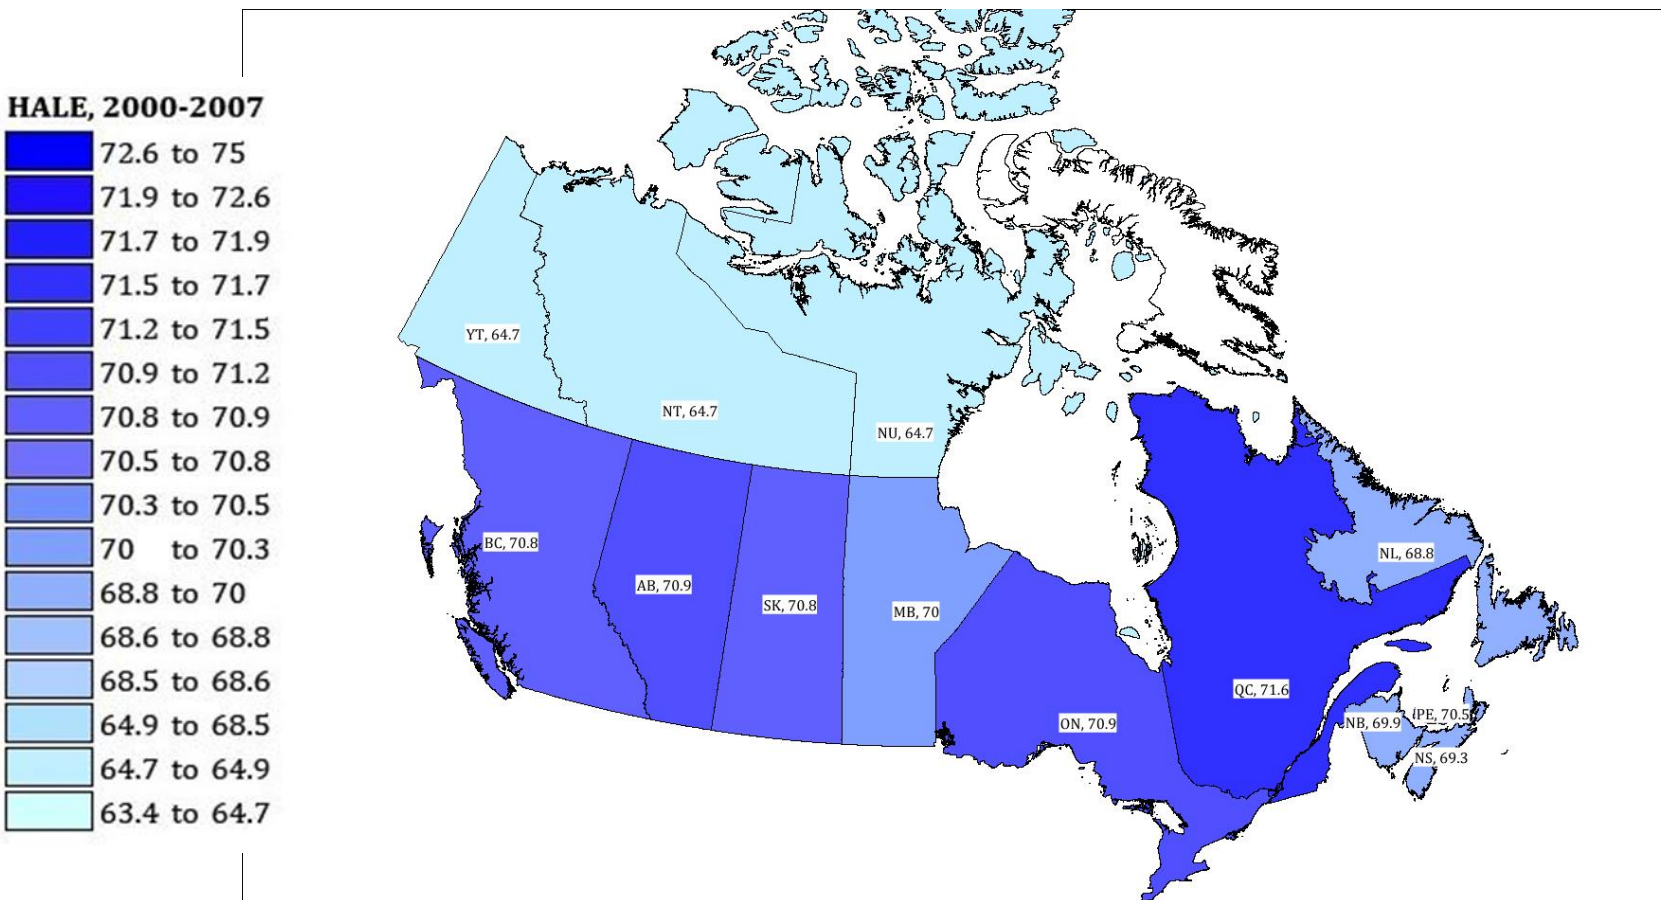 HALE, 2000-2007
72.6 to 75
71.9 to 72.6
71.7 to 71.9
71.5 to 71.7
71.2 to 71.5
70.9 to 71.2
70.8 to 70.9
70.5 to 70.8
70.3 to 70.5
70 to 70.3
68.8 to 70
68.6 to 68.8
68.5 to 68.6
64.9 to 68.5
64.7 to 64.9
63.4 to 64.7
YT, 64.7
NT, 64.7
NU, 64.7
BC, 70.8
AB, 70.9
SK, 70.8
MB, 70
ON, 70.9
QC, 71.6
NL, 68.8
NB, 69.9
PE, 70.5
NS, 69.3